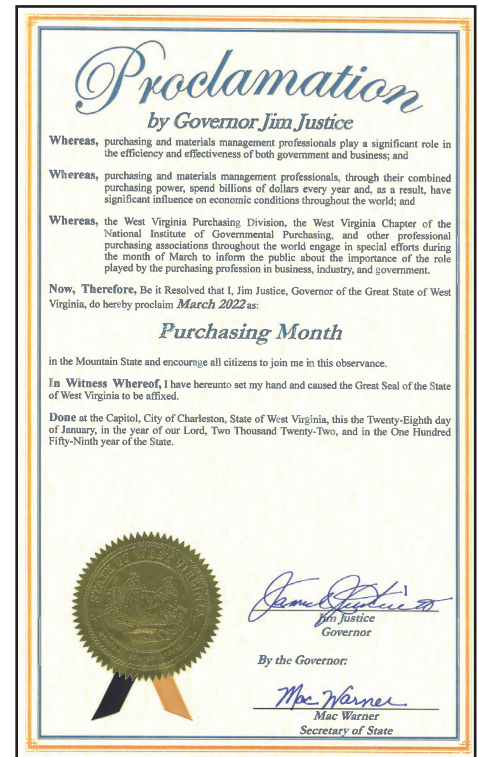 Proclamation
by Governor Jim Justice
Whereas, purchasing and materials management professionals play a significant role in
the efficiency and effectiveness of both government and business; and
Whereas, purchasing and materials management professionals, through their combined
purchasing power, spend billions of dollars every year and, as a result, have
significant influence on economic conditions throughout the world; and
Whereas, the West Virginia Purchasing Division, the West Virginia Chapter of the
National Institute of Governmental Purchasing, and other professional
purchasing associations throughout the world engage in special efforts during
the month of March to inform the public about the importance of the role
played by the purchasing profession in business, industry, and government.
Now, Therefore, Be it Resolved that I, Jim Justice, Governor of the Great State of West
Virginia, do hereby proclaim March 2022 as:
Purchasing Month
in the Mountain State and encourage all citizens to join me in this observance.
In Witness Whereof, I have hereunto set my hand and caused the Great Seal of the State
of West Virginia to be affixed.
Done at the Capitol, City of Charleston, State of West Virginia, this the Twenty-Eighth day
of January, in the year of our Lord, Two Thousand Twenty-Two, and in the One Hundred
Fifty-Ninth year of the State.
STATE OF WEST VIRGINIA
Jim Justice
Governor
By the Governor:
Mac Warner
Mac Warner
Secretary of State